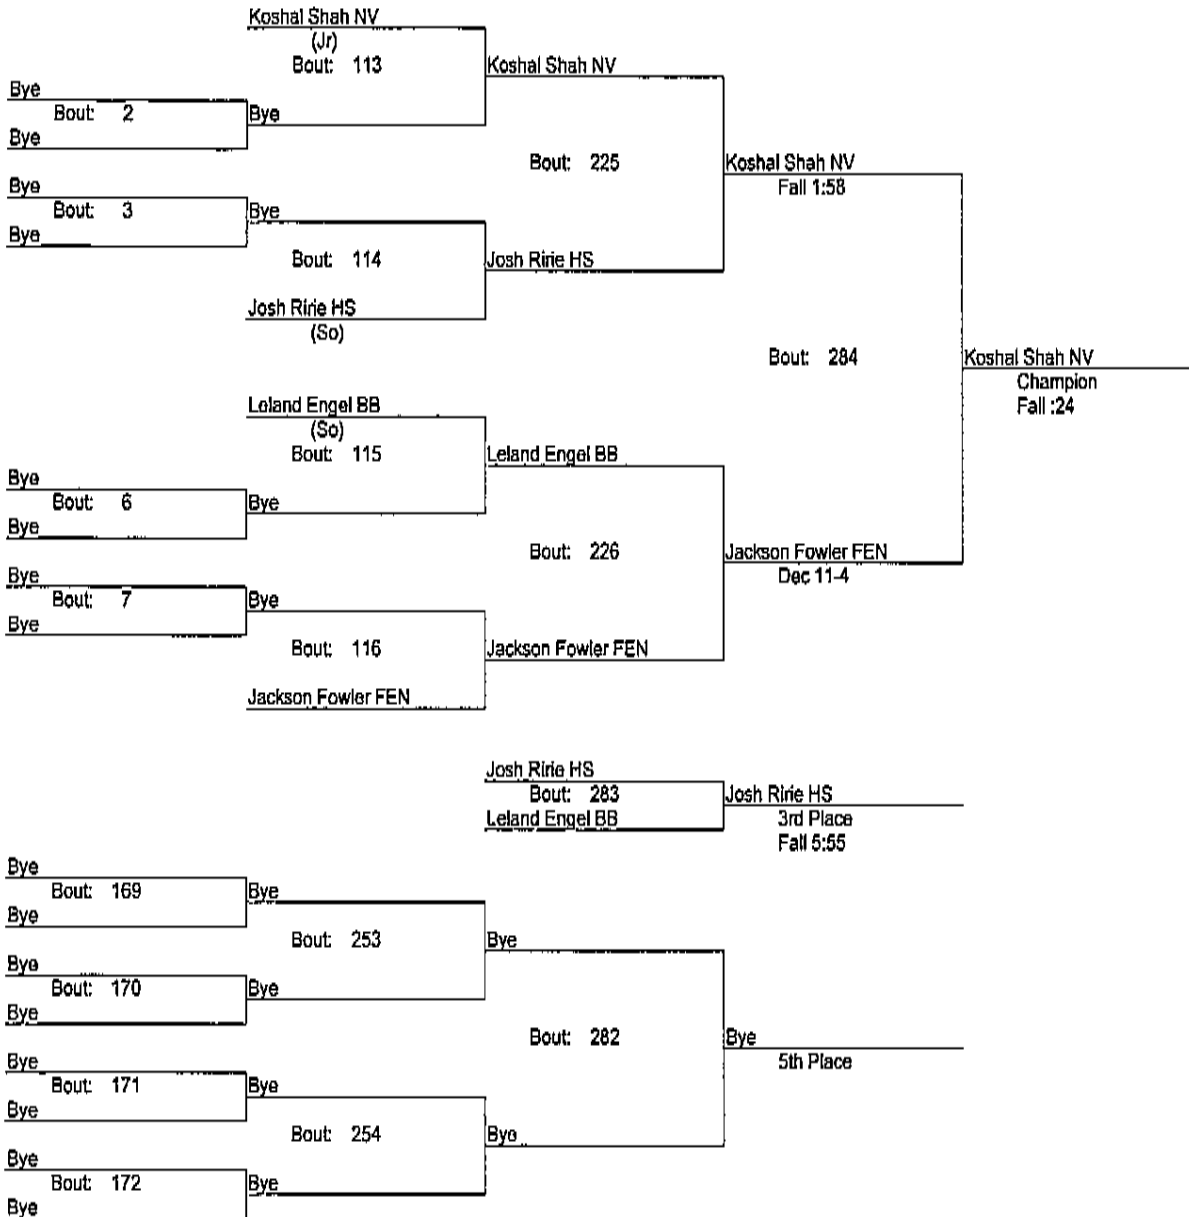 Koshal Shah NV
(Jr)
Bout: 113
Koshal Shah NV
Bye
Bout: 2
Bye
Bye
Bout: 225
Koshal Shah NV
Fall 1:58
Bye
Bout: 3
Bye
Bye
Bout: 114
Josh Ririe HS
Josh Ririe HS
(So)
Bout: 284
Koshal Shah NV
Champion
Fall :24
Leland Engel BB
(So)
Bout: 115
Leland Engel BB
Bye
Bout: 6
Bye
Bye
Bout: 226
Jackson Fowler FEN
Dec 11-4
Bye
Bout: 7
Bye
Bye
Bout: 116
Jackson Fowler FEN
Jackson Fowler FEN
Josh Ririe HS
Bout: 283
Josh Ririe HS
Leland Engel BB
3rd Place
Fall 5:55
Bye
Bout: 169
Bye
Bye
Bout: 253
Bye
Bye
Bout: 170
Bye
Bye
Bout: 282
Bye
5th Place
Bye
Bout: 171
Bye
Bye
Bout: 254
Bye
Bye
Bout: 172
Bye
Bye